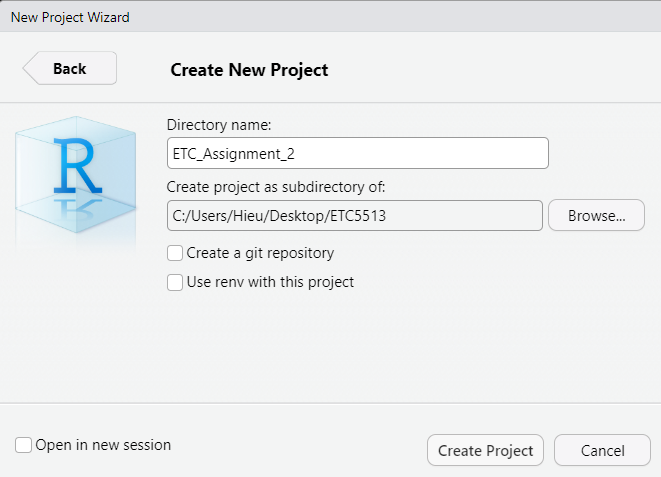 New Project Wizard
Back
Create New Project
R
Directory name:
ETC_Assignment_2
Create project as subdirectory of:
C:/Users/Hieu/Desktop/ETC5513
Browse...
Create a git repository
Use renv with this project
Open in new session
Create Project
Cancel